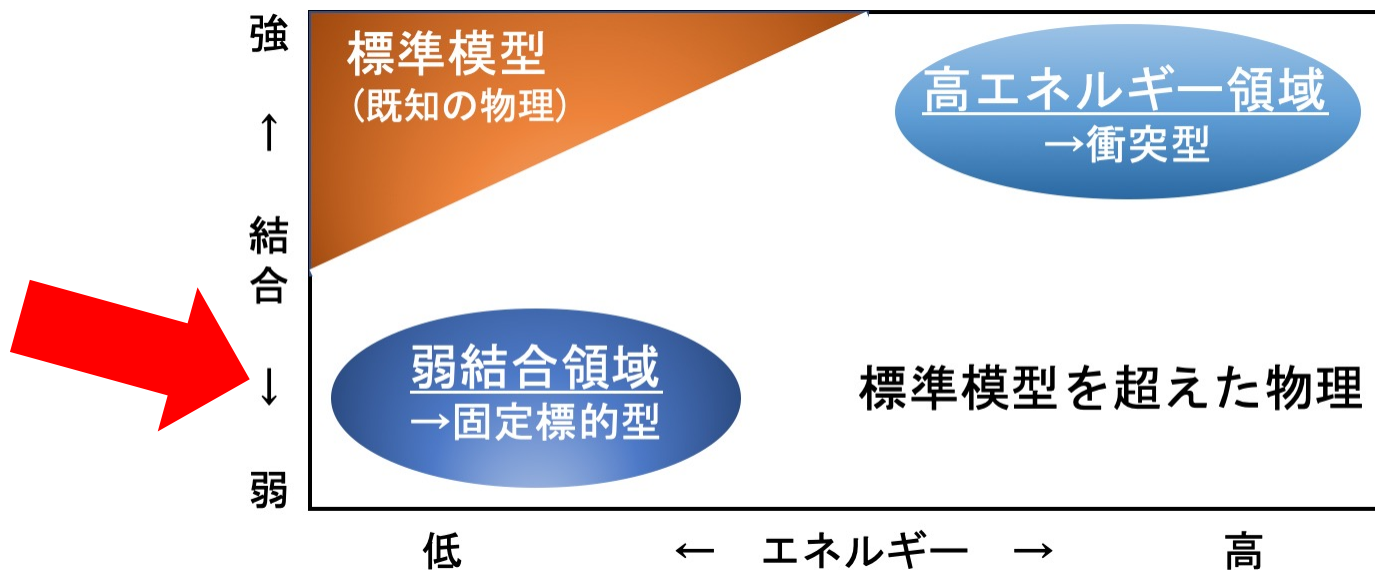 強
↑
結
合
↓
弱
標準模型
(既知の物理)
高エネルギー領域
→衝突型
弱結合領域
→固定標的型
標準模型を超えた物理
低 ← エネルギー → 高